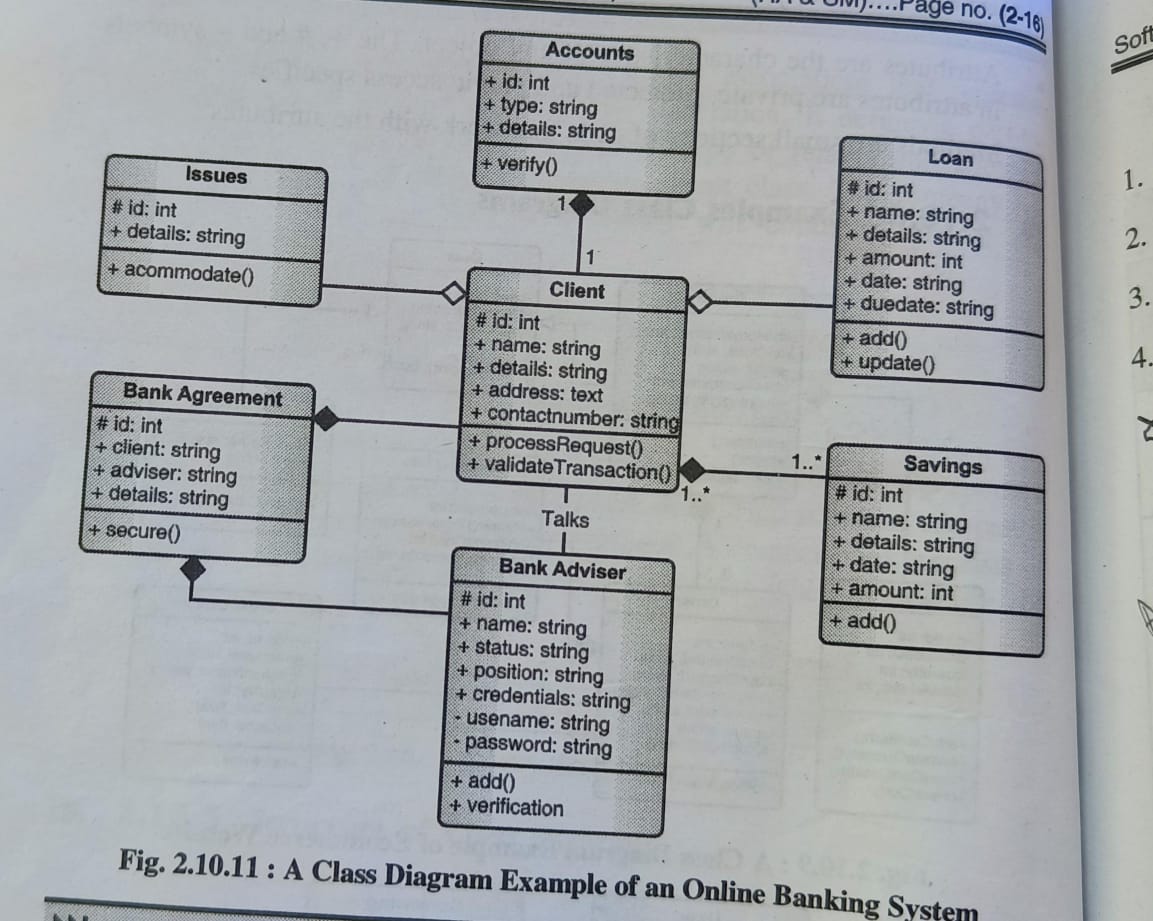 Page no. (2-16)
Soft
Accounts
+ id: int
+ type: string
+ details: string
+ verify()
Issues
# id: int
+ details: string
+ acommodate()
Loan
# id: int
+ name: string
+ details: string
+ amount: int
+ date: string
+ duedate: string
+ add()
+ update()
1
1
Client
# id: int
+ name: string
+ details: string
+ address: text
+ contactnumber: string
+ processRequest()
+ validateTransaction()
Bank Agreement
# id: int
+ client: string
+ adviser: string
+ details: string
+ secure()
1..*
1..*
Savings
# id: int
+ name: string
+ details: string
+ date: string
+ amount: int
+ add()
Talks
Bank Adviser
# id: int
+ name: string
+ status: string
+ position: string
+ credentials: string
- usename: string
- password: string
+ add()
+ verification
Fig. 2.10.11 : A Class Diagram Example of an Online Banking System
1.
2.
3.
4.